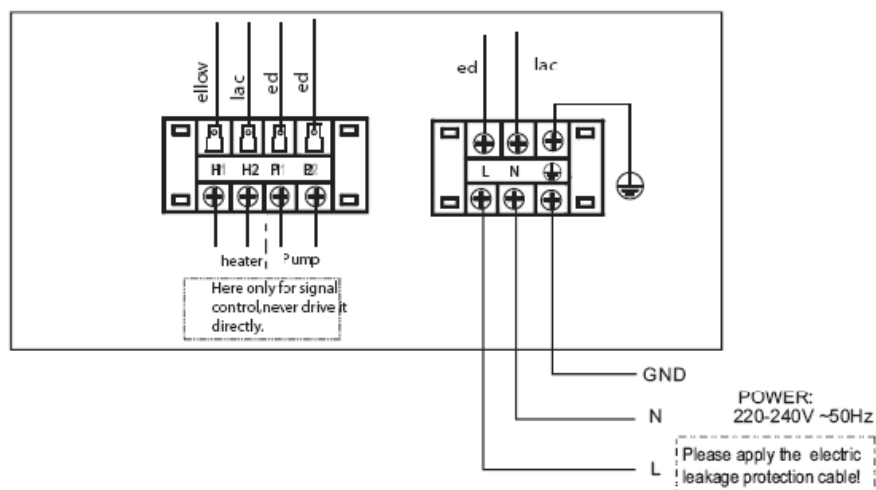 ellow
lac
ed
ed
ed
lac
H1 H2 P1 P2
L N
heater Pump
Here only for signal
control,never drive it
directly.
GND
POWER:
N 220-240V ~50Hz
L Please apply the electric
leakage protection cable!